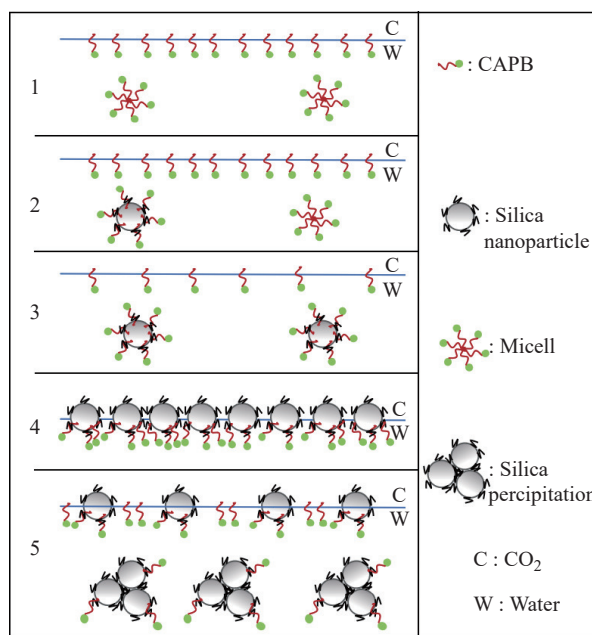 C
W
1
C
W
2
C
W
3
C
W
4
C
W
5
: CAPB
: Silica
nanoparticle
: Micell
: Silica
percipitation
C : CO₂
W : Water